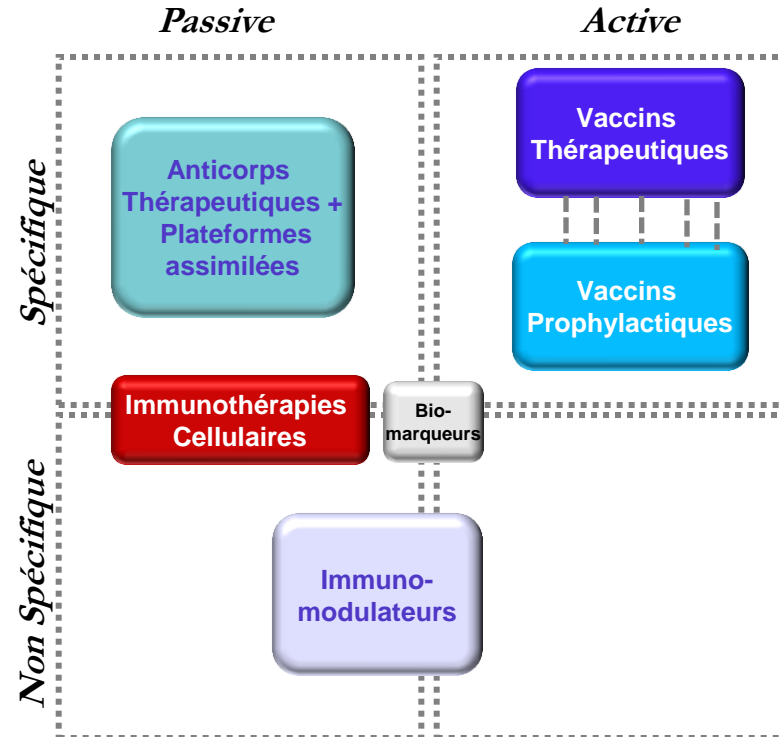 Passive
Active
Spécifique
Anticorps
Thérapeutiques +
Plateformes
assimilées
Vaccins
Thérapeutiques
Vaccins
Prophylactiques
Immunothérapies
Cellulaires
Bio-
marqueurs
Non Spécifique
Immuno-
modulateurs